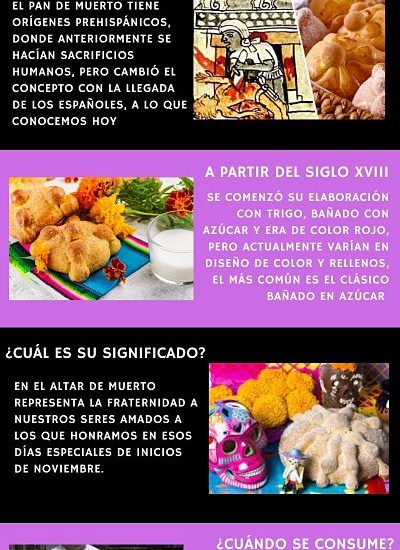 EL PAN DE MUERTO TIENE
ORÍGENES PREHISPÁNICOS,
DONDE ANTERIORMENTE SE
HACÍAN SACRIFICIOS
HUMANOS, PERO CAMBIÓ EL
CONCEPTO CON LA LLEGADA
DE LOS ESPAÑOLES, A LO QUE
CONOCEMOS HOY
A PARTIR DEL SIGLO XVIII
SE COMENZÓ SU ELABORACIÓN
CON TRIGO, BAÑADO CON
AZÚCAR Y ERA DE COLOR ROJO,
PERO ACTUALMENTE VARÍAN EN
DISEÑO DE COLOR Y RELLENOS,
EL MÁS COMÚN ES EL CLÁSICO
BAÑADO EN AZÚCAR
¿CUÁL ES SU SIGNIFICADO?
EN EL ALTAR DE MUERTO
REPRESENTA LA FRATERNIDAD A
NUESTROS SERES AMADOS A
LOS QUE HONRAMOS EN ESOS
DÍAS ESPECIALES DE INICIOS
DE NOVIEMBRE.
¿CUÁNDO SE CONSUME?